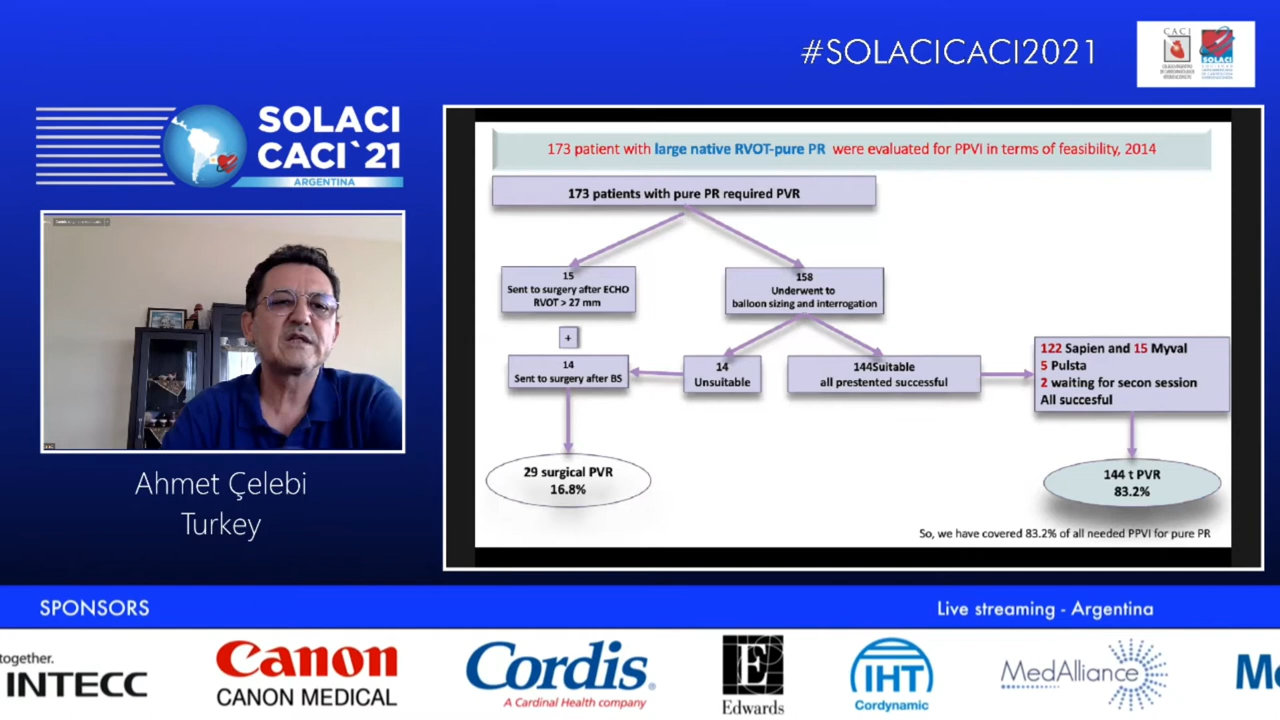 #SOLACICACI2021
CACI
SOLACI
SOLACI
CACI`21
ARGENTINA
173 patient with large native RVOT-pure PR were evaluated for PPVI in terms of feasibility, 2014
173 patients with pure PR required PVR
15
Sent to surgery after ECHO
RVOT > 27 mm
158
Underwent to
balloon sizing and interrogation
+
14
Sent to surgery after BS
14
Unsuitable
144Suitable
all prestented successful
122 Sapien and 15 Myval
5 Pulsta
2 waiting for secon session
All succesful
29 surgical PVR
16.8%
144 t PVR
83.2%
So, we have covered 83.2% of all needed PPVI for pure PR
Ahmet Çelebi
Turkey
SPONSORS
Live streaming - Argentina
together.
INTECC
Canon
CANON MEDICAL
Cordis
A Cardinal Health company
E
Edwards
IHT
Cordynamic
MedAlliance